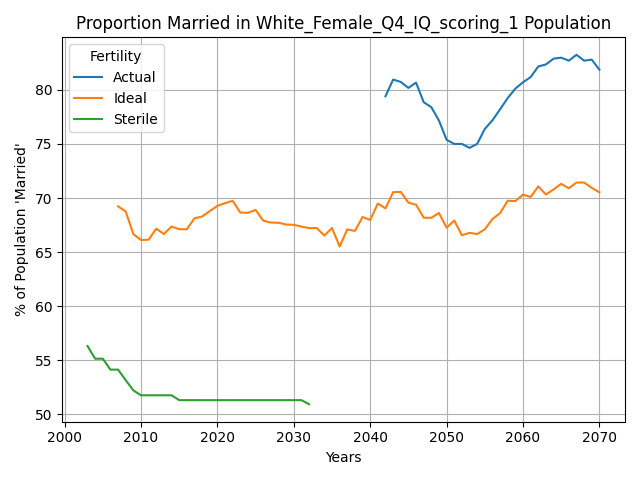 Proportion Married in White_Female_Q4_IQ_scoring_1 Population
Fertility
Actual
Ideal
Sterile
% of Population 'Married'
80
75
70
65
60
55
50
2000 2010 2020 2030 2040 2050 2060 2070
Years